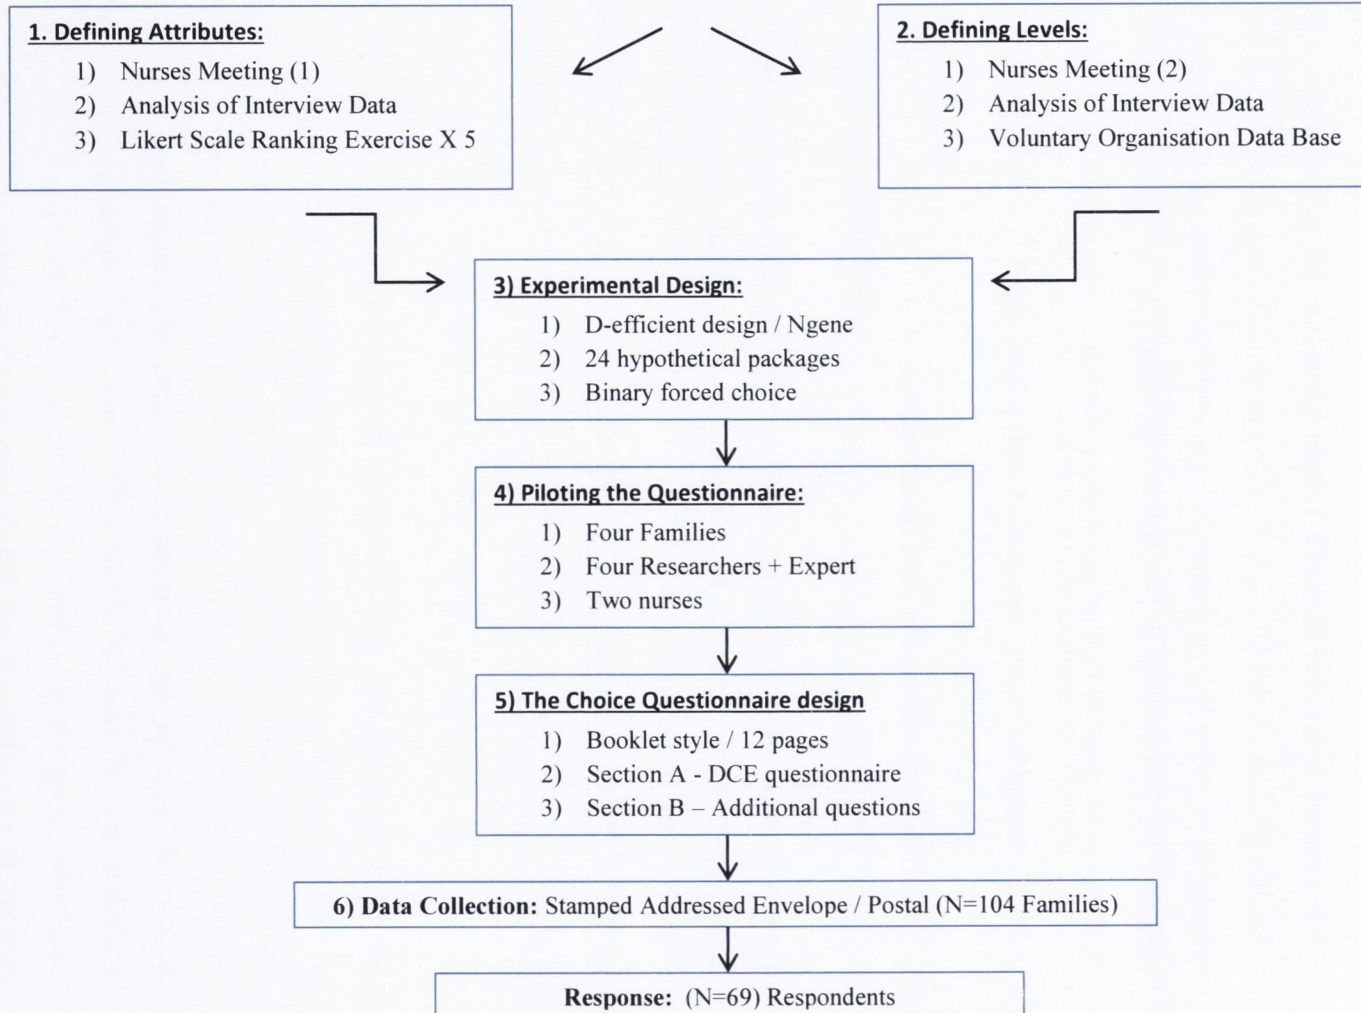 1. Defining Attributes:
1) Nurses Meeting (1)
2) Analysis of Interview Data
3) Likert Scale Ranking Exercise X 5
2. Defining Levels:
1) Nurses Meeting (2)
2) Analysis of Interview Data
3) Voluntary Organisation Data Base
3) Experimental Design:
1) D-efficient design / Ngene
2) 24 hypothetical packages
3) Binary forced choice
4) Piloting the Questionnaire:
1) Four Families
2) Four Researchers + Expert
3) Two nurses
5) The Choice Questionnaire design
1) Booklet style / 12 pages
2) Section A - DCE questionnaire
3) Section B – Additional questions
6) Data Collection: Stamped Addressed Envelope / Postal (N=104 Families)
Response: (N=69) Respondents